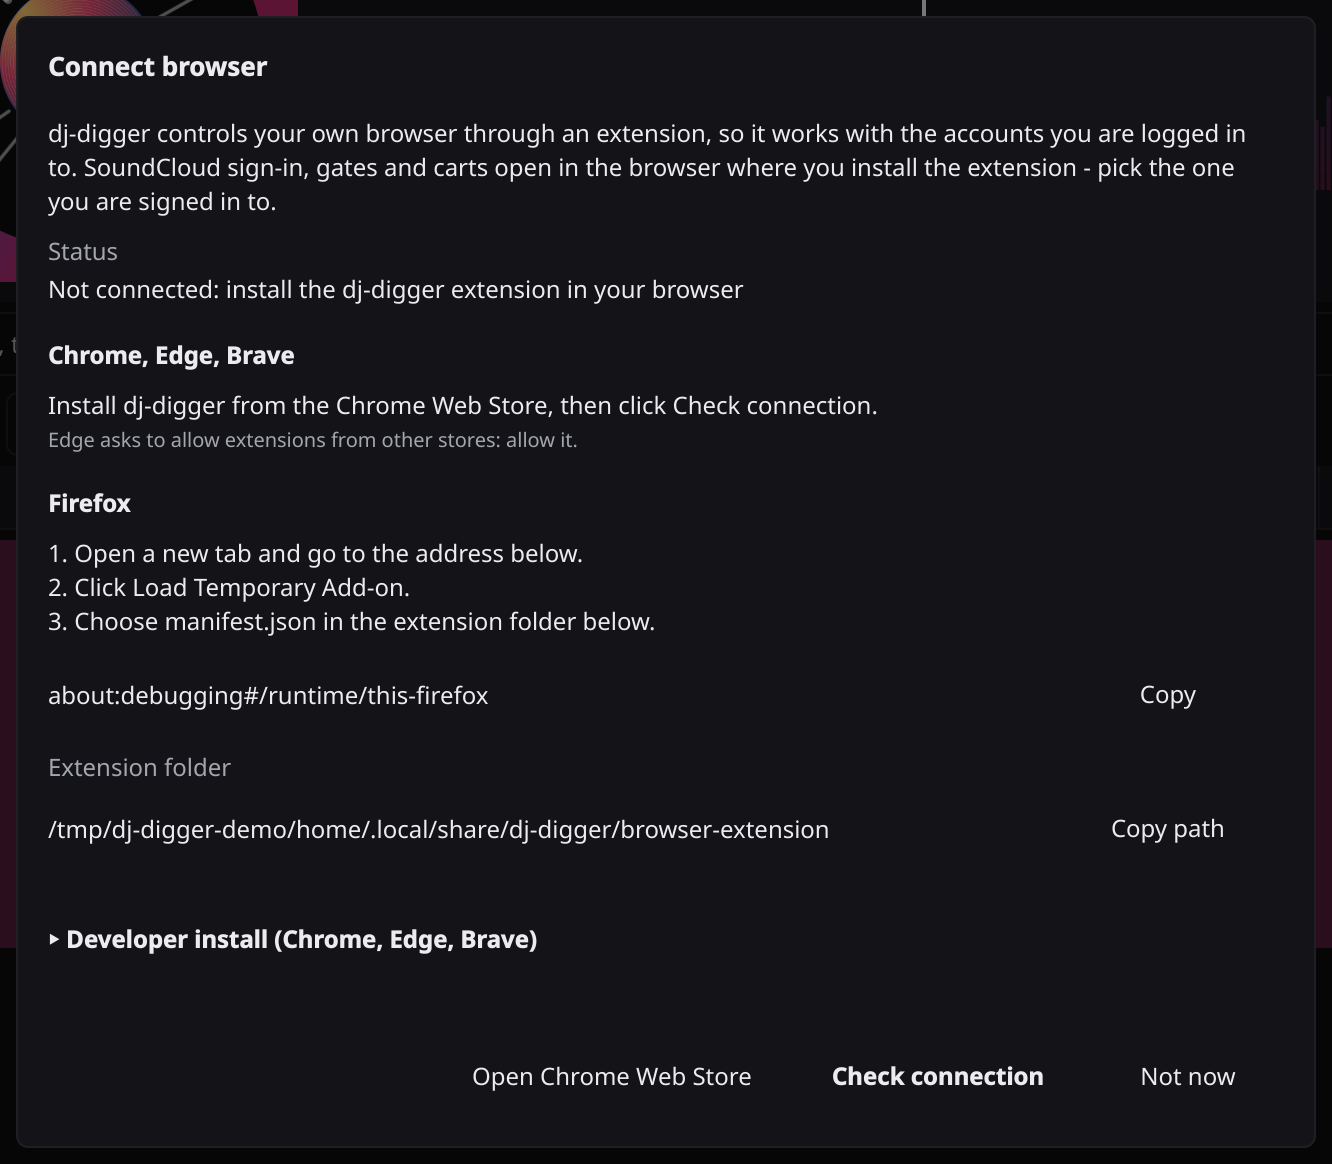 Connect browser
dj-digger controls your own browser through an extension, so it works with the accounts you are logged in
to. SoundCloud sign-in, gates and carts open in the browser where you install the extension - pick the one
you are signed in to.
Status
Not connected: install the dj-digger extension in your browser
Chrome, Edge, Brave
Install dj-digger from the Chrome Web Store, then click Check connection.
Edge asks to allow extensions from other stores: allow it.
Firefox
1. Open a new tab and go to the address below.
2. Click Load Temporary Add-on.
3. Choose manifest.json in the extension folder below.
about:debugging#/runtime/this-firefox
Copy
Extension folder
/tmp/dj-digger-demo/home/.local/share/dj-digger/browser-extension
Copy path
Developer install (Chrome, Edge, Brave)
Open Chrome Web Store
Check connection
Not now